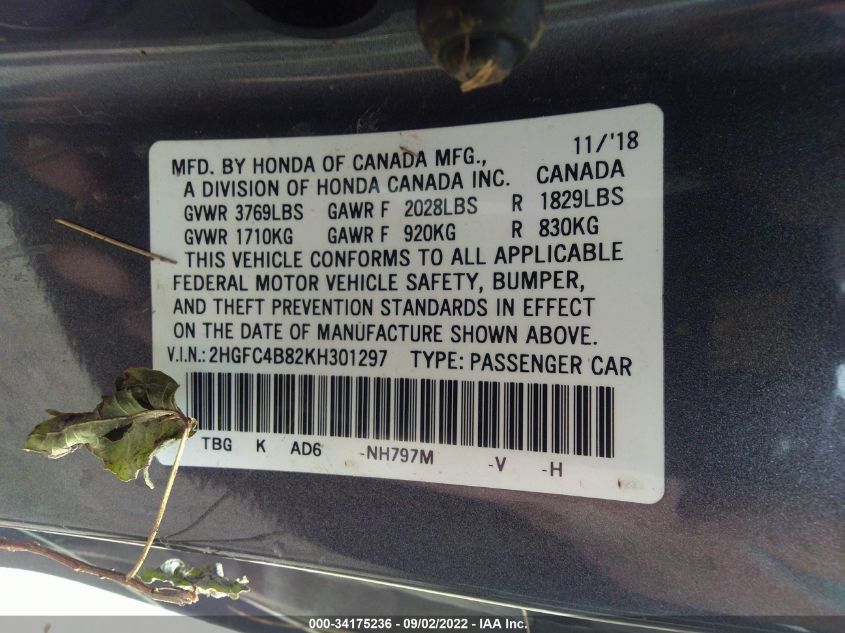 11/'18
MFD. BY HONDA OF CANADA MFG.,
A DIVISION OF HONDA CANADA INC. CANADA
GVWR 3769LBS GAWR F 2028LBS R 1829LBS
GVWR 1710KG GAWR F 920KG R 830KG
THIS VEHICLE CONFORMS TO ALL APPLICABLE
FEDERAL MOTOR VEHICLE SAFETY, BUMPER,
AND THEFT PREVENTION STANDARDS IN EFFECT
ON THE DATE OF MANUFACTURE SHOWN ABOVE.
V.I.N.: 2HGFC4B82KH301297 TYPE: PASSENGER CAR
TBG K AD6 -NH797M -V -H
000-34175236 - 09/02/2022 - IAA Inc.